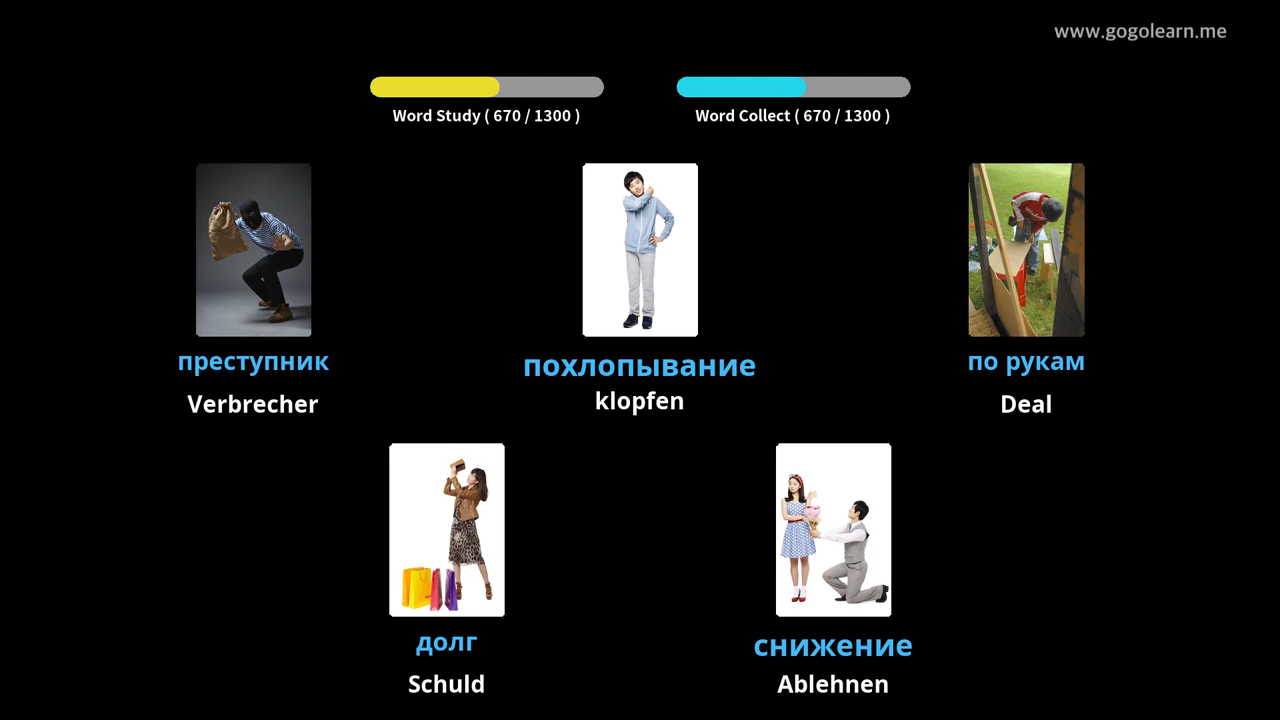 www.gogolearn.me
Word Study ( 670 / 1300 )
Word Collect ( 670 / 1300 )
преступник
Verbrecher
похлопывание
klopfen
по рукам
Deal
долг
Schuld
снижение
Ablehnen